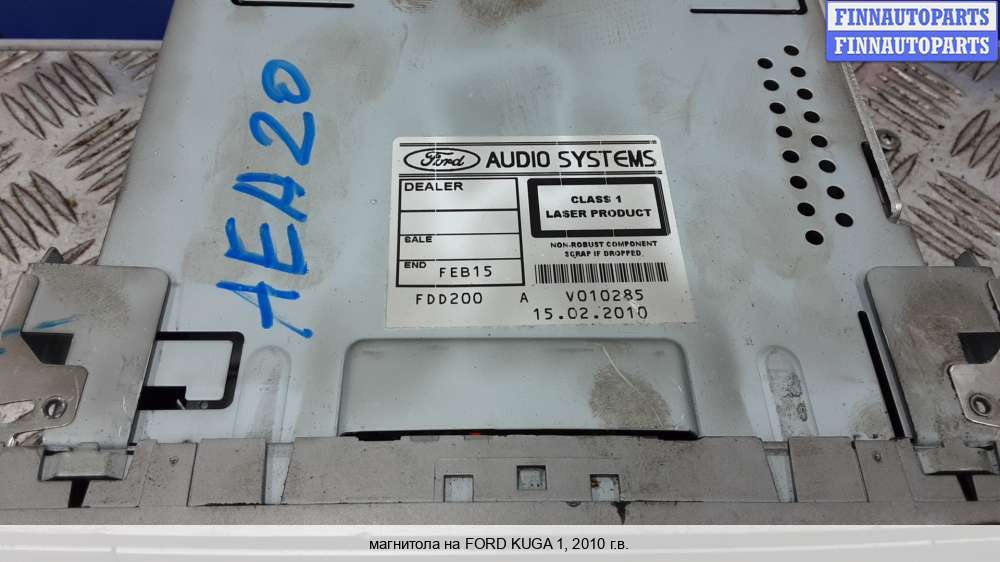 FINNAUTOPARTS
FINNAUTOPARTS
AEA20
Ford AUDIO SYSTEMS
DEALER
CLASS 1
LASER PRODUCT
SALE
NON-ROBUST COMPONENT
SCRAP IF DROPPED
END FEB15
FDD200 A V010285
15.02.2010
магнитола на FORD KUGA 1, 2010 г.в.